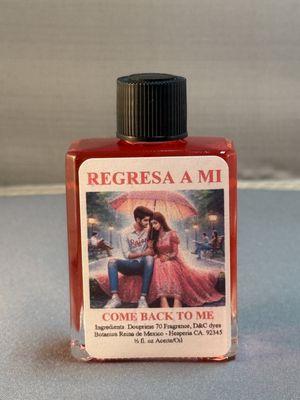 REGRESA A MI
COME BACK TO ME
Ingredients Douprime 70 Fragrance, D&C dyes
Botanica Reina de Mexico - Hesperia CA. 92345
½ fl. oz Aceite/Oil